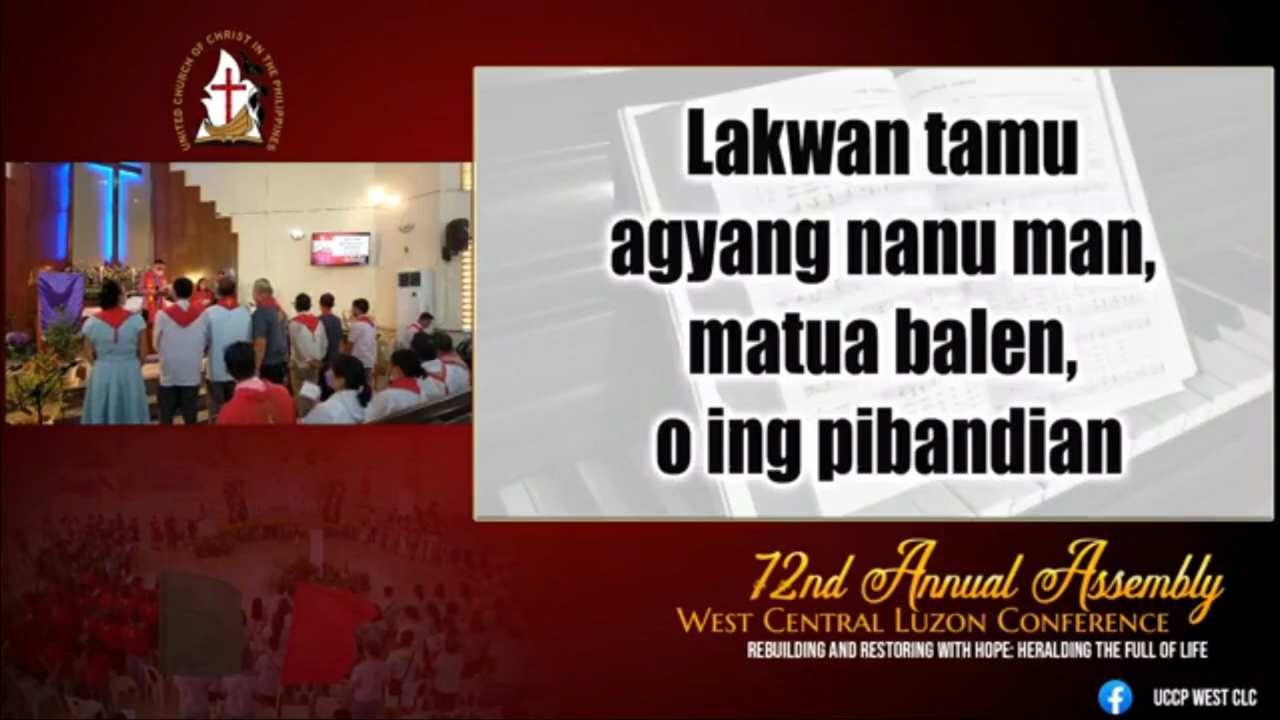 UNITED CHURCH OF CHRIST IN THE PHILIPPINES
Lakwan tamu
agyang nanu man,
matua balen,
o ing pibandian
72nd Annual Assembly
WEST CENTRAL LUZON CONFERENCE
REBUILDING AND RESTORING WITH HOPE: HERALDING THE FULL OF LIFE
UCCP WEST CLC